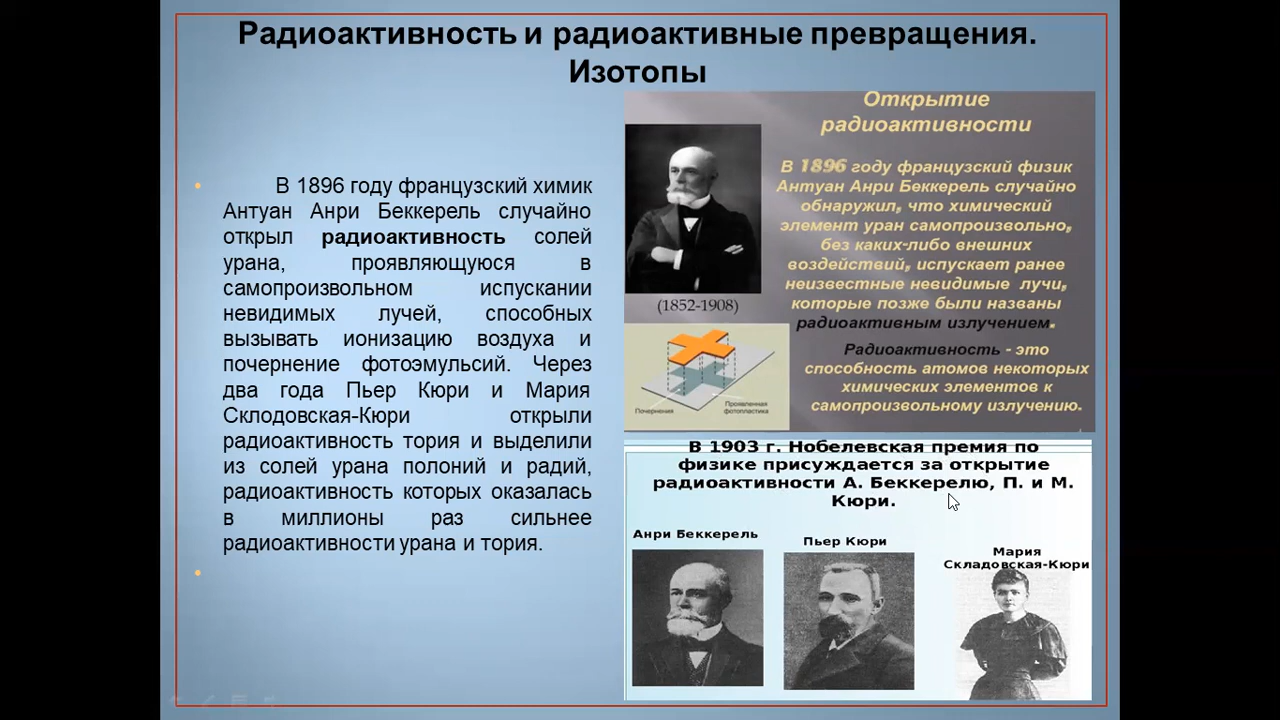 Радиоактивность и радиоактивные превращения.
Изотопы
В 1896 году французский химик
Антуан Анри Беккерель случайно
открыл радиоактивность солей
урана, проявляющуюся в
самопроизвольном испускании
невидимых лучей, способных
вызывать ионизацию воздуха и
почернение фотоэмульсий. Через
два года Пьер Кюри и Мария
Склодовская-Кюри открыли
радиоактивность тория и выделили
из солей урана полоний и радий,
радиоактивность которых оказалась
в миллионы раз сильнее
радиоактивности урана и тория.
Открытие
радиоактивности
В 1896 году французский физик
Антуан Анри Беккерель случайно
обнаружил, что химический
элемент уран самопроизвольно,
без каких-либо внешних
воздействий, испускает ранее
неизвестные невидимые лучи,
которые позже были названы
радиоактивным излучением.
Радиоактивность - это
способность атомов некоторых
химических элементов к
самопроизвольному излучению.
(1852-1908)
Почернения
Проявленная
фотопластика
В 1903 г. Нобелевская премия по
физике присуждается за открытие
радиоактивности А. Беккерелю, П. и М.
Кюри.
Анри Беккерель
Пьер Кюри
Мария
Складовская-Кюри